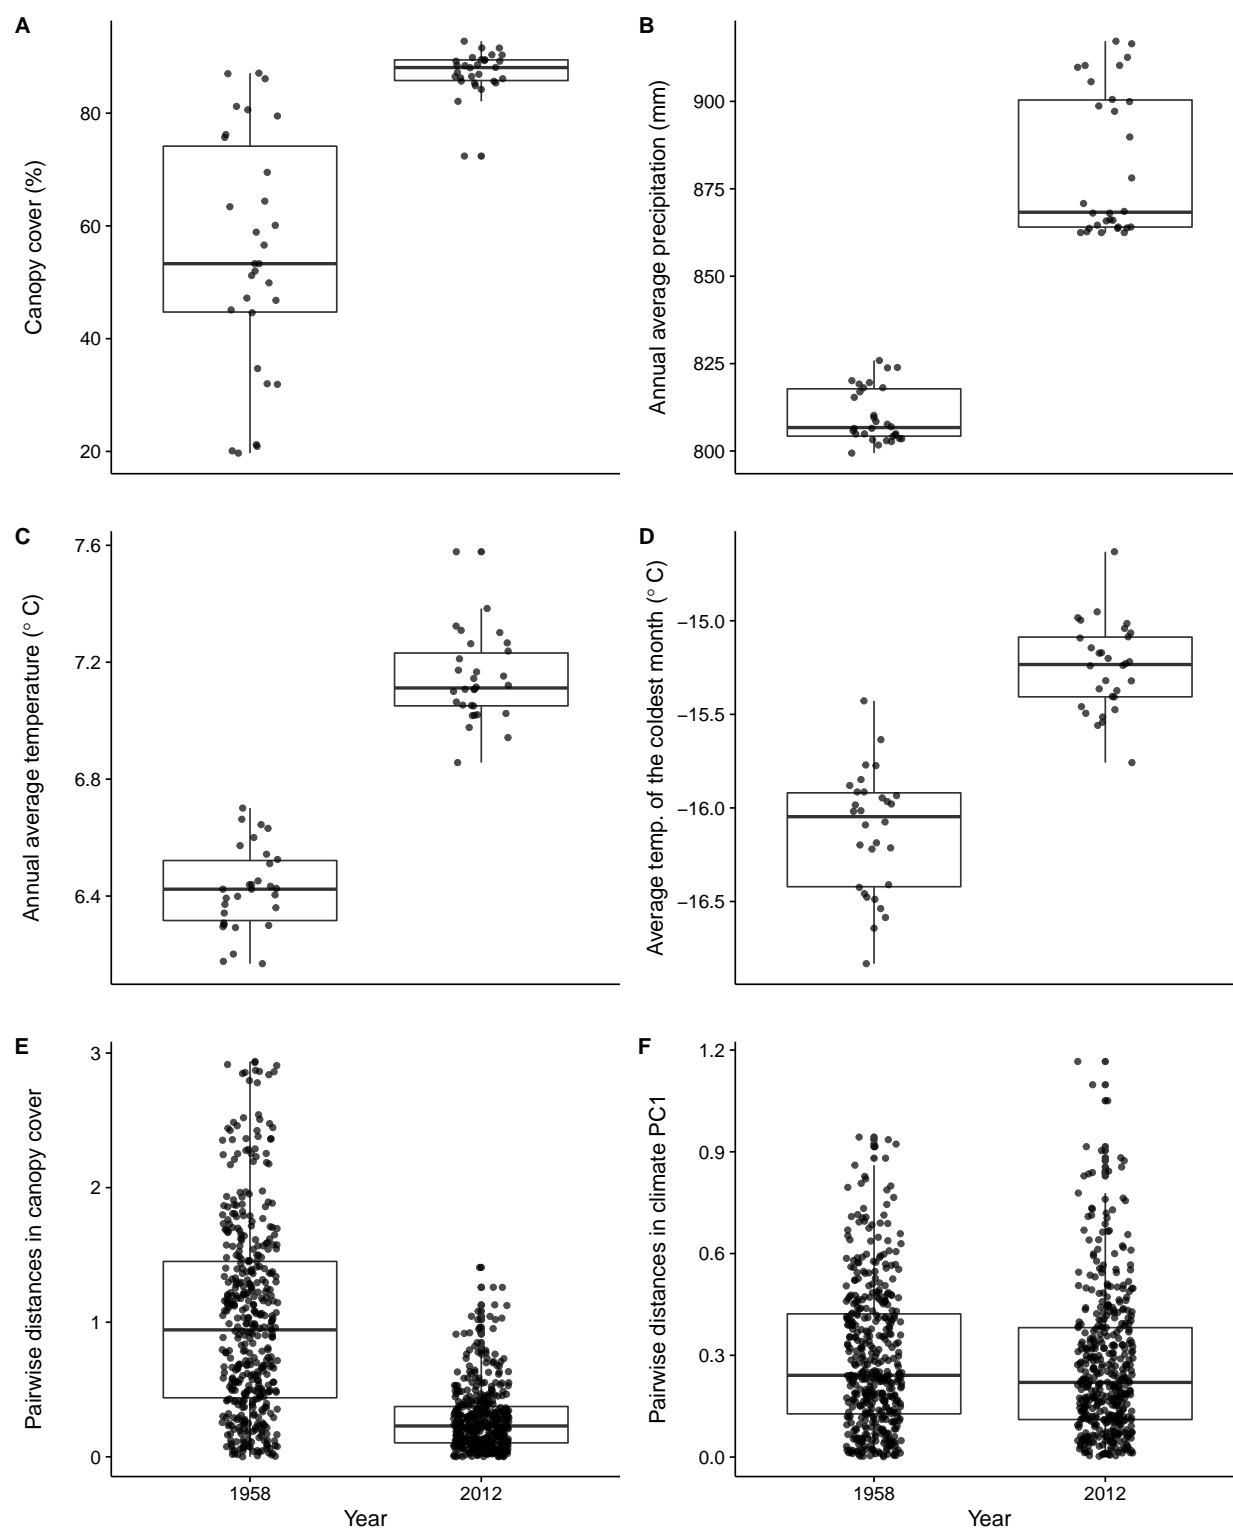 A
Canopy cover (%)
80
60
40
20
B
Annual average precipitation (mm)
900
875
850
825
800
C
Annual average temperature (° C)
7.6
7.2
6.8
6.4
D
Average temp. of the coldest month (° C)
−15.0
−15.5
−16.0
−16.5
E
Pairwise distances in canopy cover
3
2
1
0
1958 2012
Year
F
Pairwise distances in climate PC1
1.2
0.9
0.6
0.3
0.0
1958 2012
Year